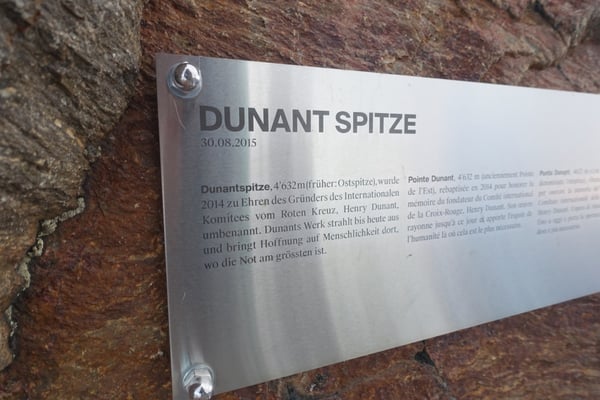 DUNANT SPITZE
30.08.2015
Dunantspitze, 4'632m (früher: Ostspitze), wurde
2014 zu Ehren des Gründers des Internationalen
Komitees vom Roten Kreuz, Henry Dunant,
umbenannt. Dunants Werk strahlt bis heute aus
und bringt Hoffnung auf Menschlichkeit dort,
wo die Not am grössten ist.
Pointe Dunant, 4'632 m (anciennement Pointe
de l'Est), rebaptisée en 2014 pour honorer la
mémoire du fondateur du Comité international
de la Croix-Rouge, Henry Dunant. Son œuvre
rayonne jusqu'à ce jour et apporte l'espoir de
l'humanité là où cela est le plus nécessaire.
Punta Dunant,